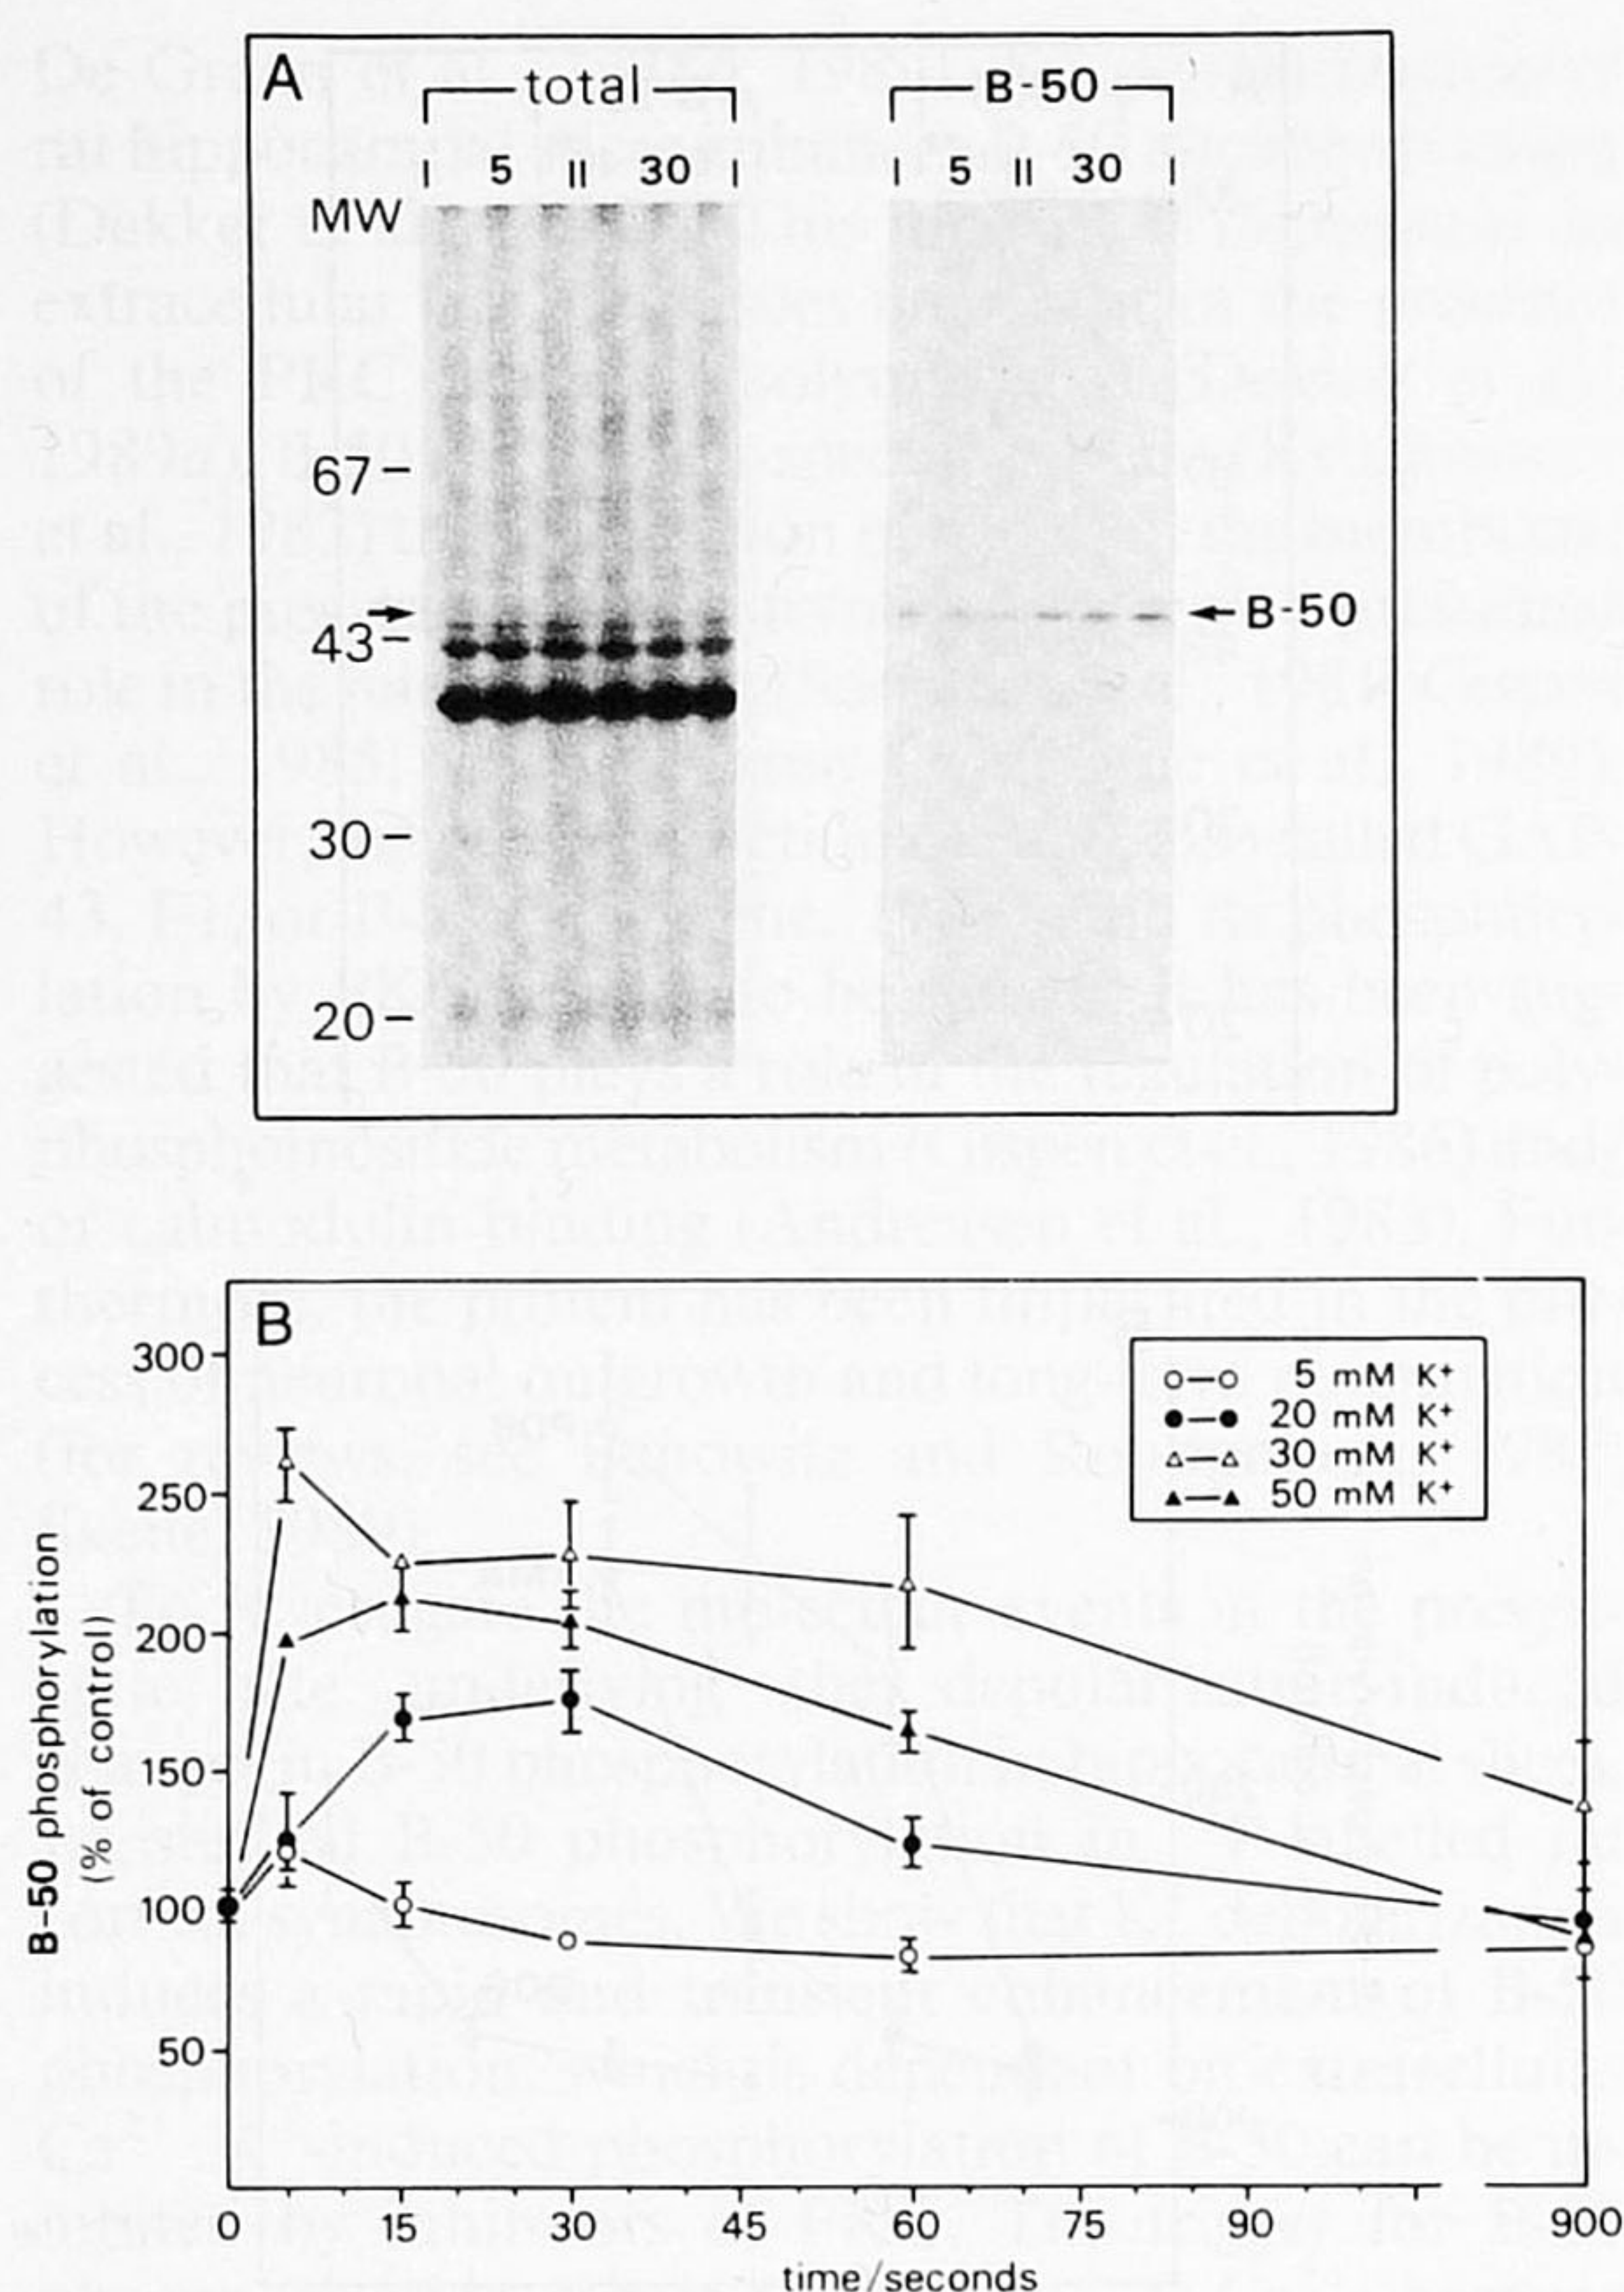 A
total
B-50
5 30
5 30
MW
67
B-50
43
30
20
B
300
250
200
150
100
50
5 mM K⁺
20 mM K⁺
30 mM K⁺
50 mM K⁺
B-50 phosphorylation
(% of control)
0 15 30 45 60 75 90 900
time/seconds